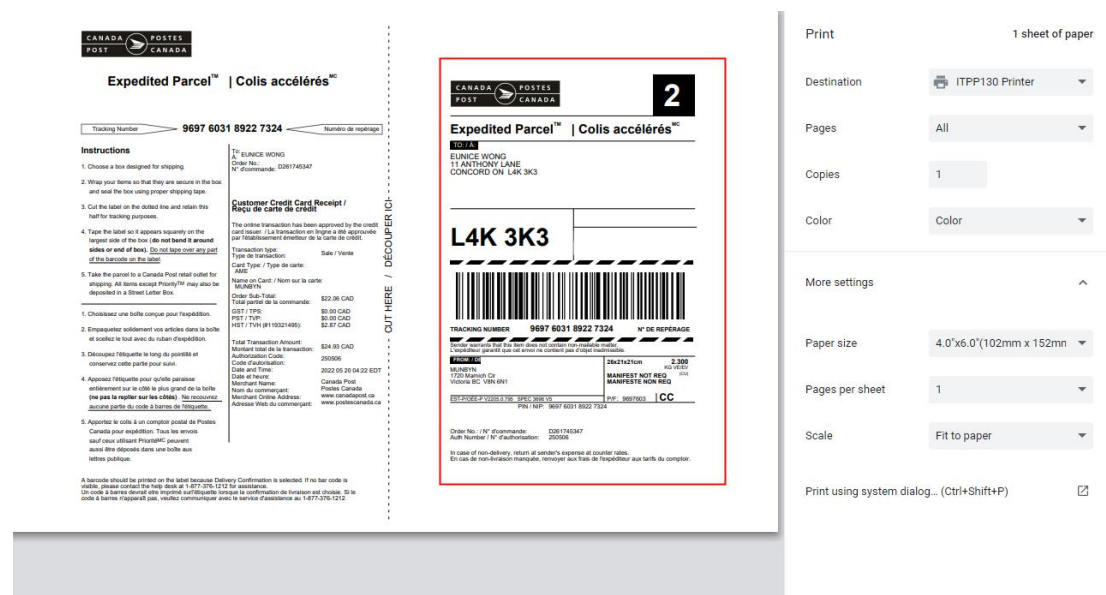 CANADA POSTES
POST CANADA
Expedited Parcel™ | Colis accélérésMC
Tracking Number 9697 6031 8922 7324 Numéro de repérage
Instructions
1. Choose a box designed for shipping.
2. Wrap your items so that they are secure in the box
and seal the box using proper shipping tape.
3. Cut the label on the dotted line and retain this
half for tracking purposes.
4. Tape the label so it appears squarely on the
largest side of the box (do not bend it around
sides or end of box). Do not tape over any part
of the barcode on the label.
5. Take the parcel to a Canada Post retail outlet for
shipping. All items except Priority™ may also be
deposited in a Street Letter Box.
1. Choisissez une boîte conçue pour l'expédition.
2. Empaquetez solidement vos articles dans la boîte
et scellez le tout avec du ruban d'expédition.
3. Découpez l'étiquette le long du pointillé et
conservez cette partie pour suivi.
4. Apposez l'étiquette pour qu'elle paraisse
entièrement sur le côté le plus grand de la boîte
(ne pas la replier sur les côtés) . Ne recouvrez
aucune partie du code à barres de l'étiquette.
5. Apportez le colis à un comptoir postal de Postes
Canada pour expédition. Tous les envois
sauf ceux utilisant PrioritéMC peuvent
aussi être déposés dans une boîte aux
lettres publique.
To:
À: EUNICE WONG
Order No.:
N° d'commande: D261745347
Customer Credit Card Receipt /
Reçu de carte de crédit
The online transaction has been approved by the credit
card issuer. / La transaction en lingne a été approuvée
par l'établissement émetteur de la carte de crédit.
Transaction type:
Type de transaction: Sale / Vente
Card Type: / Type de carte:
AME
Name on Card: / Nom sur la carte:
MUNBYN
Order Sub-Total:
Total partiel de la commande: $22.06 CAD
GST / TPS: $0.00 CAD
PST / TVP: $0.00 CAD
HST / TVH (#119321495): $2.87 CAD
Total Transaction Amount:
Montant total de la transaction: $24.93 CAD
Authorization Code:
Code d'autorisation: 250506
Date and Time: 2022 05 20 04:22 EDT
Date et heure:
Merchant Name: Canada Post
Nom du commerçant: Postes Canada
Merchant Online Address: www.canadapost.ca
Adresse Web du commerçant: www.postescanada.ca
A barcode should be printed on the label because Delivery Confirmation is selected. If no bar code is
visible, please contact the help desk at 1-877-376-1212 for assistance.
Un code à barres devrait etre imprimé surl'étiquette lorsque la confirmation de livraison est choisie. Si le
code à barres n'apparaît pas, veullez communiquer avec le service d'assistance au 1-877-376-1212.
CUT HERE / DÉCOUPER ICI-
CANADA POSTES
POST CANADA
2
Expedited Parcel™ | Colis accélérésMC
TO: / À:
EUNICE WONG
11 ANTHONY LANE
CONCORD ON L4K 3K3
L4K 3K3
TRACKING NUMBER 9697 6031 8922 7324 N° DE REPÉRAGE
Sender warrants that this item does not contain non-mailable matter.
L'expéditeur garantit que cet envoi ne contient pas d'objet inadmissible.
FROM: / DE
MUNBYN
1720 Mamich Cir
Victoria BC V8N 6N1
26x21x21cm 2.300
KG VE/EV
MANIFEST NOT REQ (CU)
MANIFESTE NON REQ
EST-P/OÉE-P V2205.0.795 SPEC 3698 V5 P/F: 9697603 | CC
PIN / NIP: 9697 6031 8922 7324
Order No. / N° d'commande: D261745347
Auth Number / N° d'authorisation: 250506
In case of non-delivery, return at sender's expense at counter rates.
En cas de non-livraison manquée, renvoyer aux frais de l'expéditeur aux tarifs du comptoir.
Print 1 sheet of paper
Destination ITPP130 Printer
Pages All
Copies 1
Color Color
More settings
Paper size 4.0"x6.0"(102mm x 152mn
Pages per sheet 1
Scale Fit to paper
Print using system dialog... (Ctrl+Shift+P)